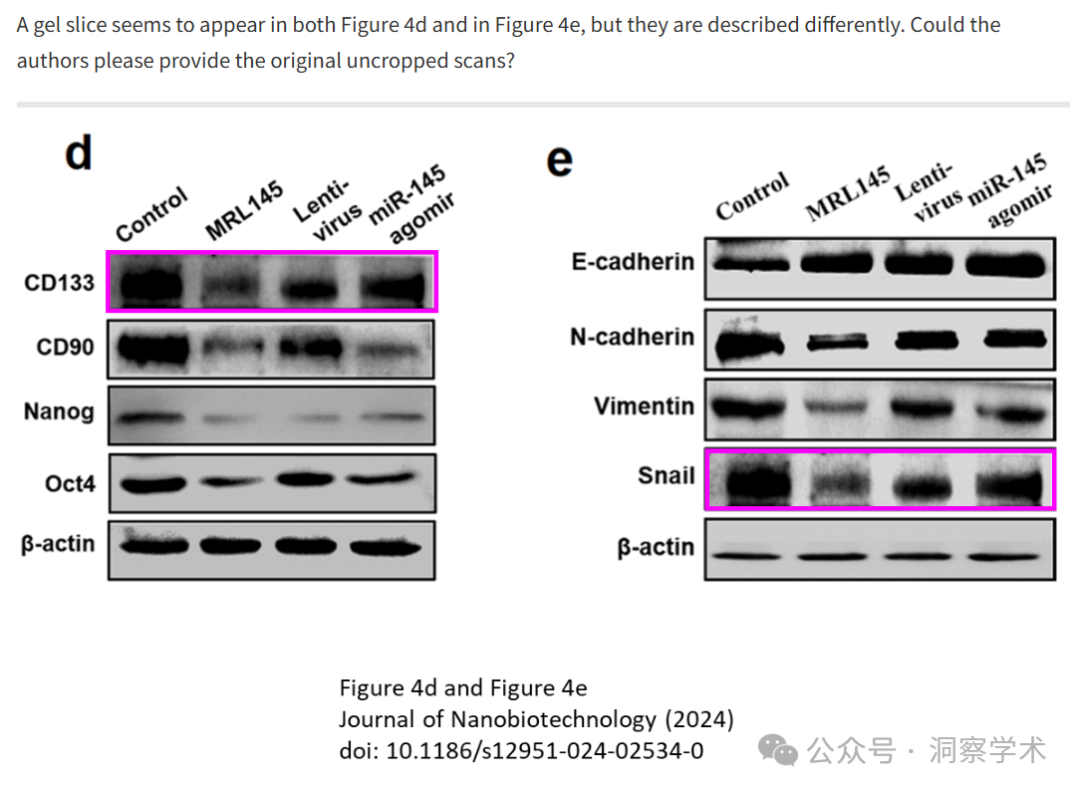 A gel slice seems to appear in both Figure 4d and in Figure 4e, but they are described differently. Could the
authors please provide the original uncropped scans?
d
Control
MRL145
Lenti-
virus
miR-145
agomir
CD133
CD90
Nanog
Oct4
β-actin
e
Control
MRL145
Lenti-
virus
miR-145
agomir
E-cadherin
N-cadherin
Vimentin
Snail
β-actin
Figure 4d and Figure 4e
Journal of Nanobiotechnology (2024)
doi: 10.1186/s12951-024-02534-0
公众号 · 洞察学术